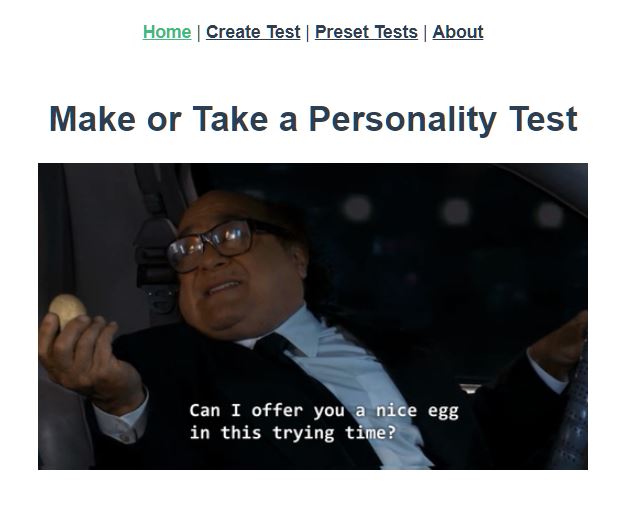 Home | Create Test | Preset Tests | About
Make or Take a Personality Test
Can I offer you a nice egg
in this trying time?